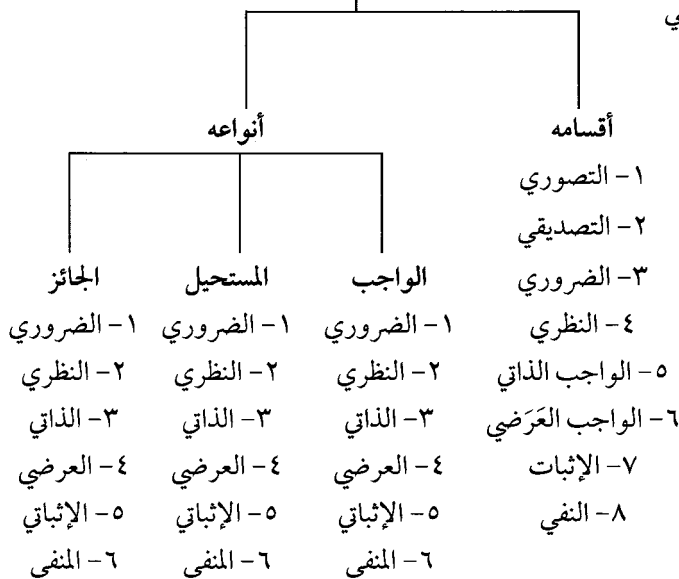 أقسامه
١- التصوري
٢- التصديقي
٣- الضروري
٤- النظري
٥- الواجب الذاتي
٦- الواجب العَرَضي
٧- الإثبات
٨- النفي
أنواعه
الواجب
١- الضروري
٢- النظري
٣- الذاتي
٤- العرضي
٥- الإثباتي
٦- المنفي
المستحيل
١- الضروري
٢- النظري
٣- الذاتي
٤- العرضي
٥- الإثباتي
٦- المنفي
الجائز
١- الضروري
٢- النظري
٣- الذاتي
٤- العرضي
٥- الإثباتي
٦- المنفي